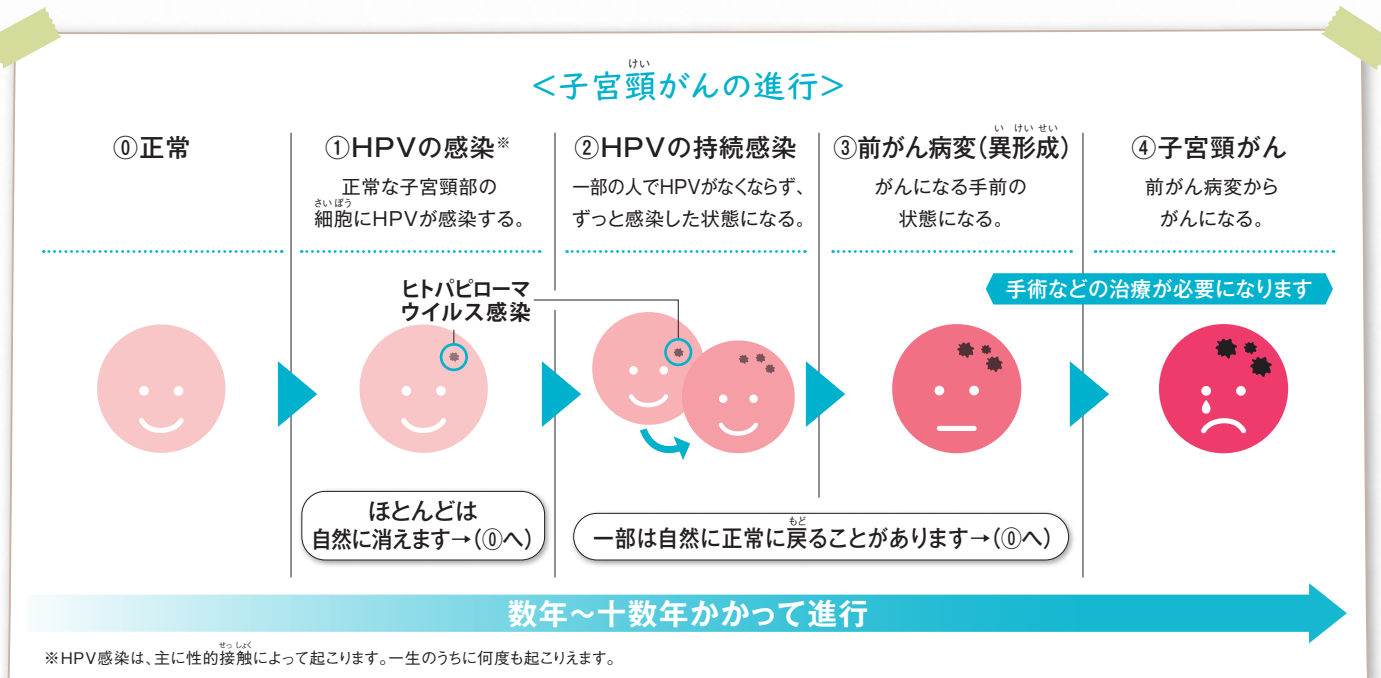 ＜子宮頸がんの進行＞
けい
⓪正常
①HPVの感染※
正常な子宮頸部の
細胞にHPVが感染する。
さいぼう
②HPVの持続感染
一部の人でHPVがなくならず、
ずっと感染した状態になる。
③前がん病変（異形成）
い けい せい
がんになる手前の
状態になる。
④子宮頸がん
前がん病変から
がんになる。
手術などの治療が必要になります
ヒトパピローマ
ウイルス感染
ほとんどは
自然に消えます→（⓪へ）
一部は自然に正常に戻ることがあります→（⓪へ）
もど
数年～十数年かかって進行
※HPV感染は、主に性的接触によって起こります。一生のうちに何度も起こりえます。
せっしょく